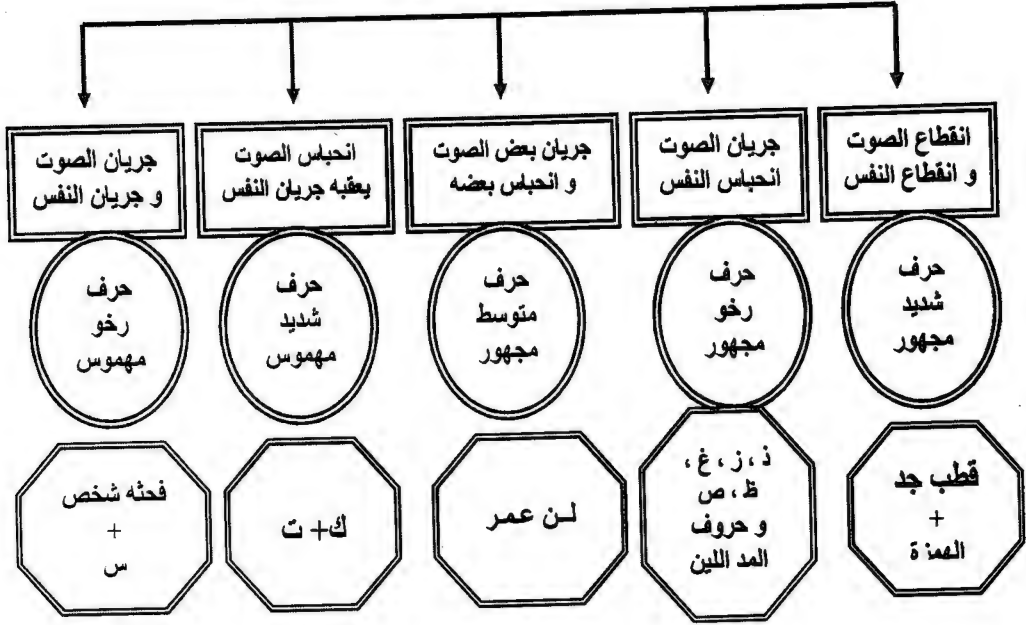 انقطاع الصوت
و انقطاع النفس
حرف
شديد
مجهور
قطب جد
+
الهمزة
جريان الصوت
انحباس النفس
حرف
رخو
مجهور
ذ ، ز ، غ ،
ظ ، ص
و حروف
المد اللين
جريان بعض الصوت
و انحباس بعضه
حرف
متوسط
مجهور
لـن عمـر
انحباس الصوت
يعقبه جريان النفس
حرف
شديد
مهموس
ك+ ت
جريان الصوت
و جريان النفس
حرف
رخو
مهموس
فحثه شخص
+
س